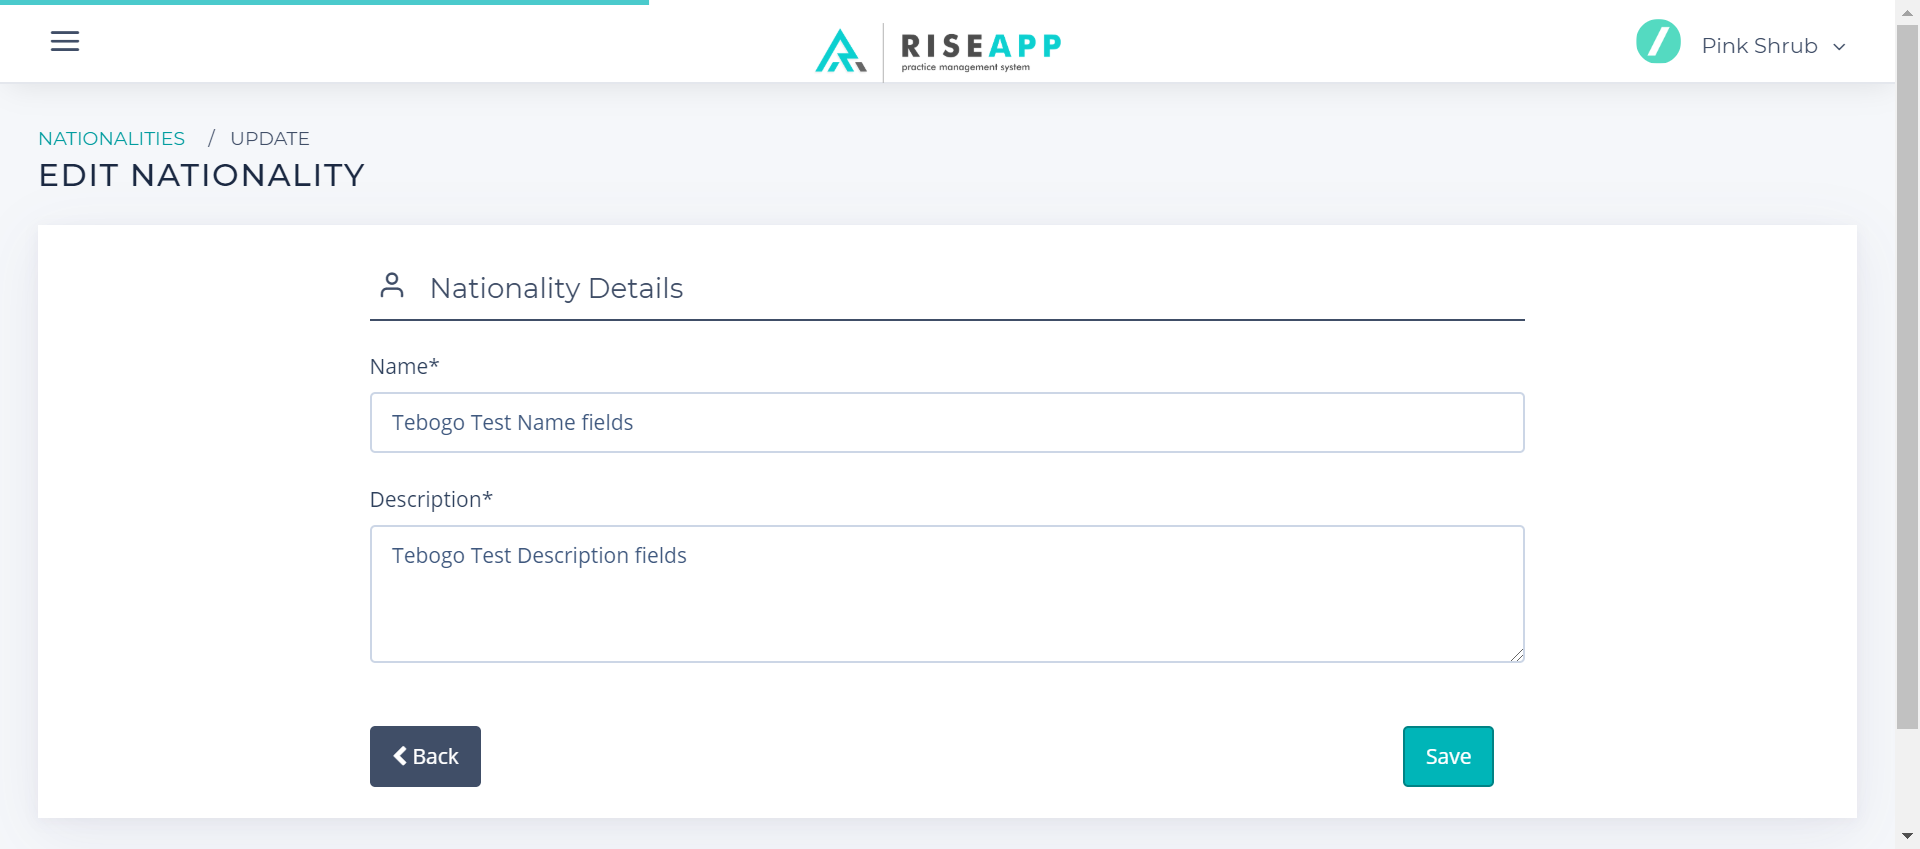 RISEAPP
practice management system
Pink Shrub
NATIONALITIES / UPDATE
EDIT NATIONALITY
Nationality Details
Name*
Tebogo Test Name fields
Description*
Tebogo Test Description fields
Back
Save